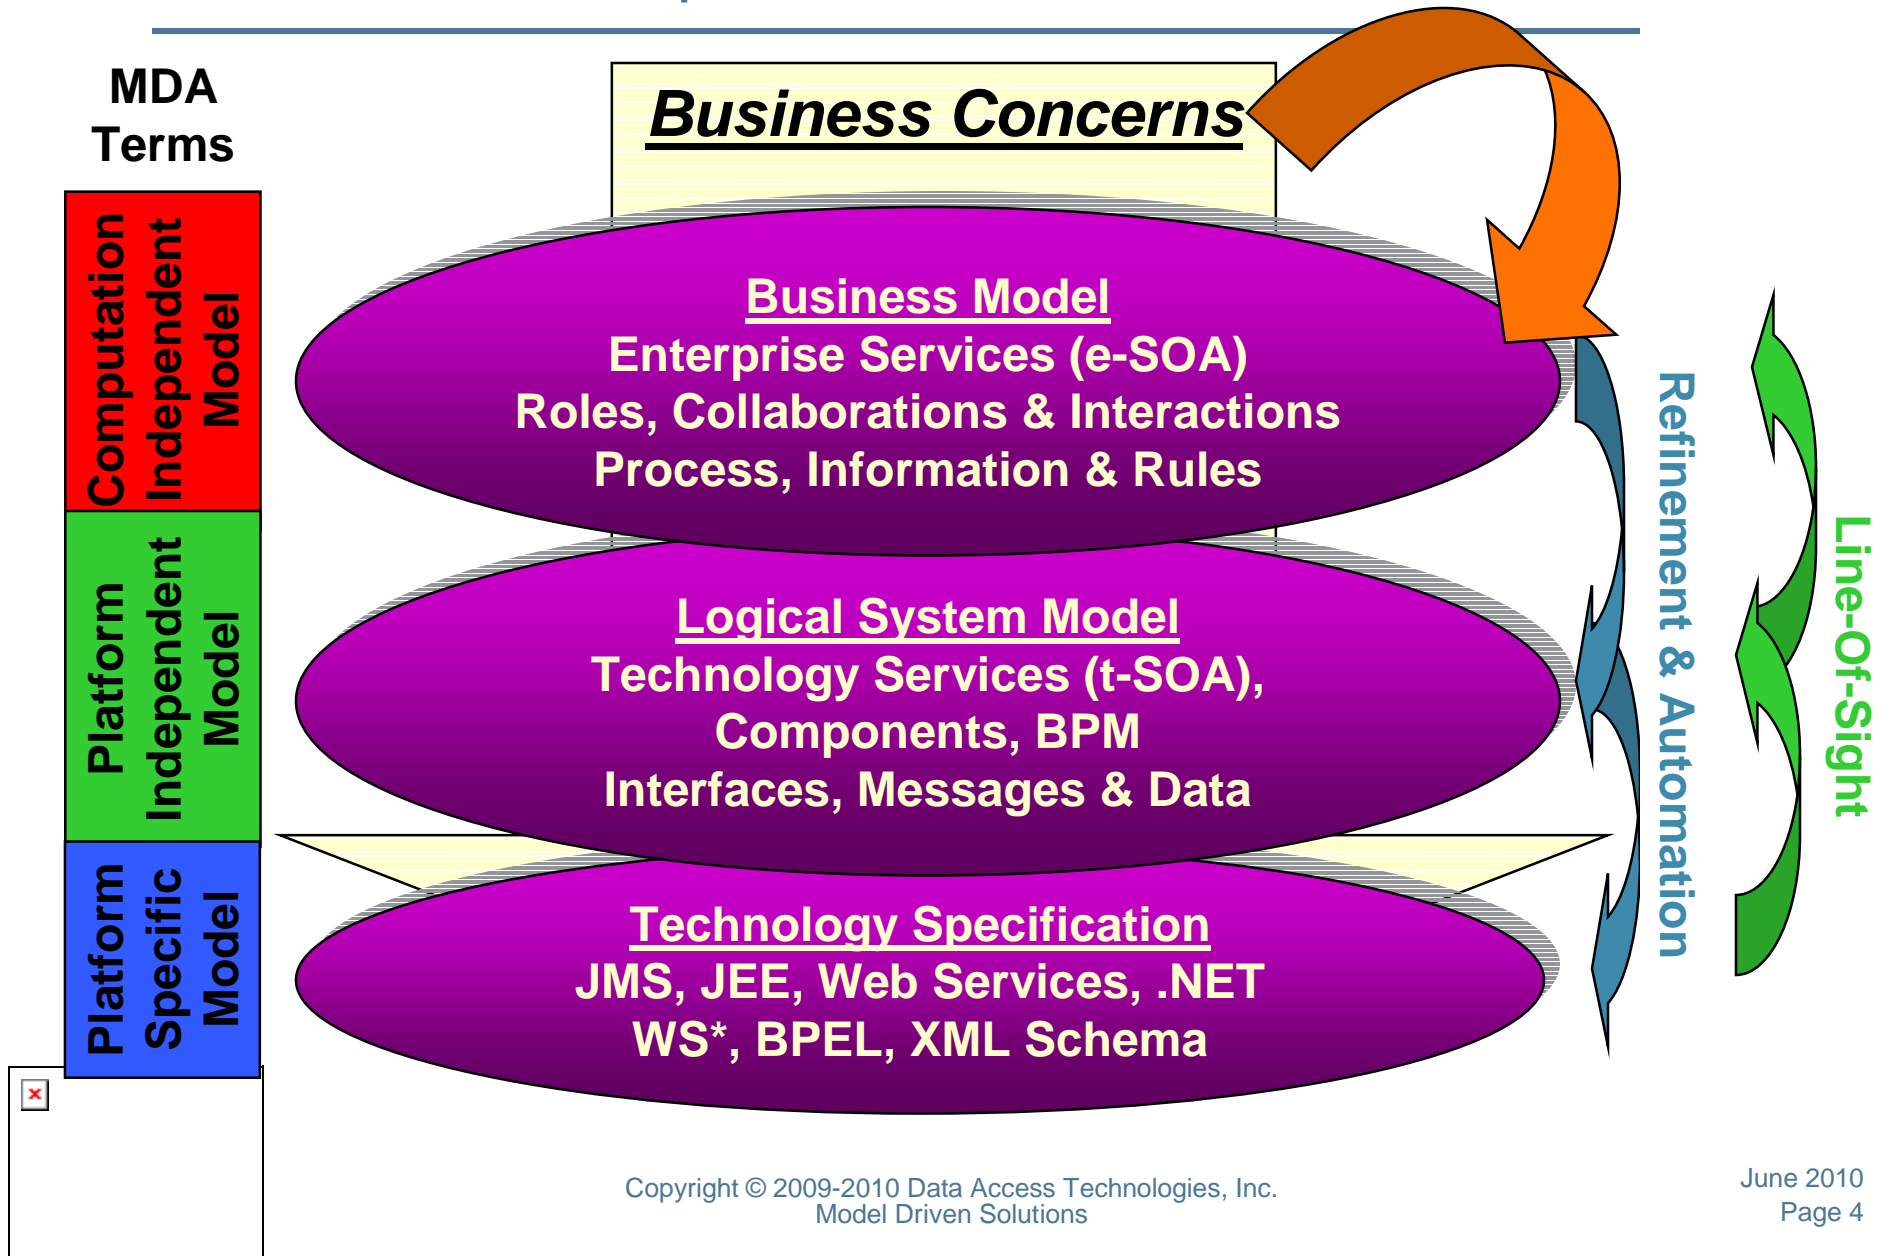 MDA
Terms
Business Concerns
Computation
Independent
Model
Business Model
Enterprise Services (e-SOA)
Roles, Collaborations & Interactions
Process, Information & Rules
Platform
Independent
Model
Logical System Model
Technology Services (t-SOA),
Components, BPM
Interfaces, Messages & Data
Platform
Specific
Model
Technology Specification
JMS, JEE, Web Services, .NET
WS*, BPEL, XML Schema
Refinement & Automation
Line-Of-Sight
Copyright © 2009-2010 Data Access Technologies, Inc.
Model Driven Solutions
June 2010
Page 4